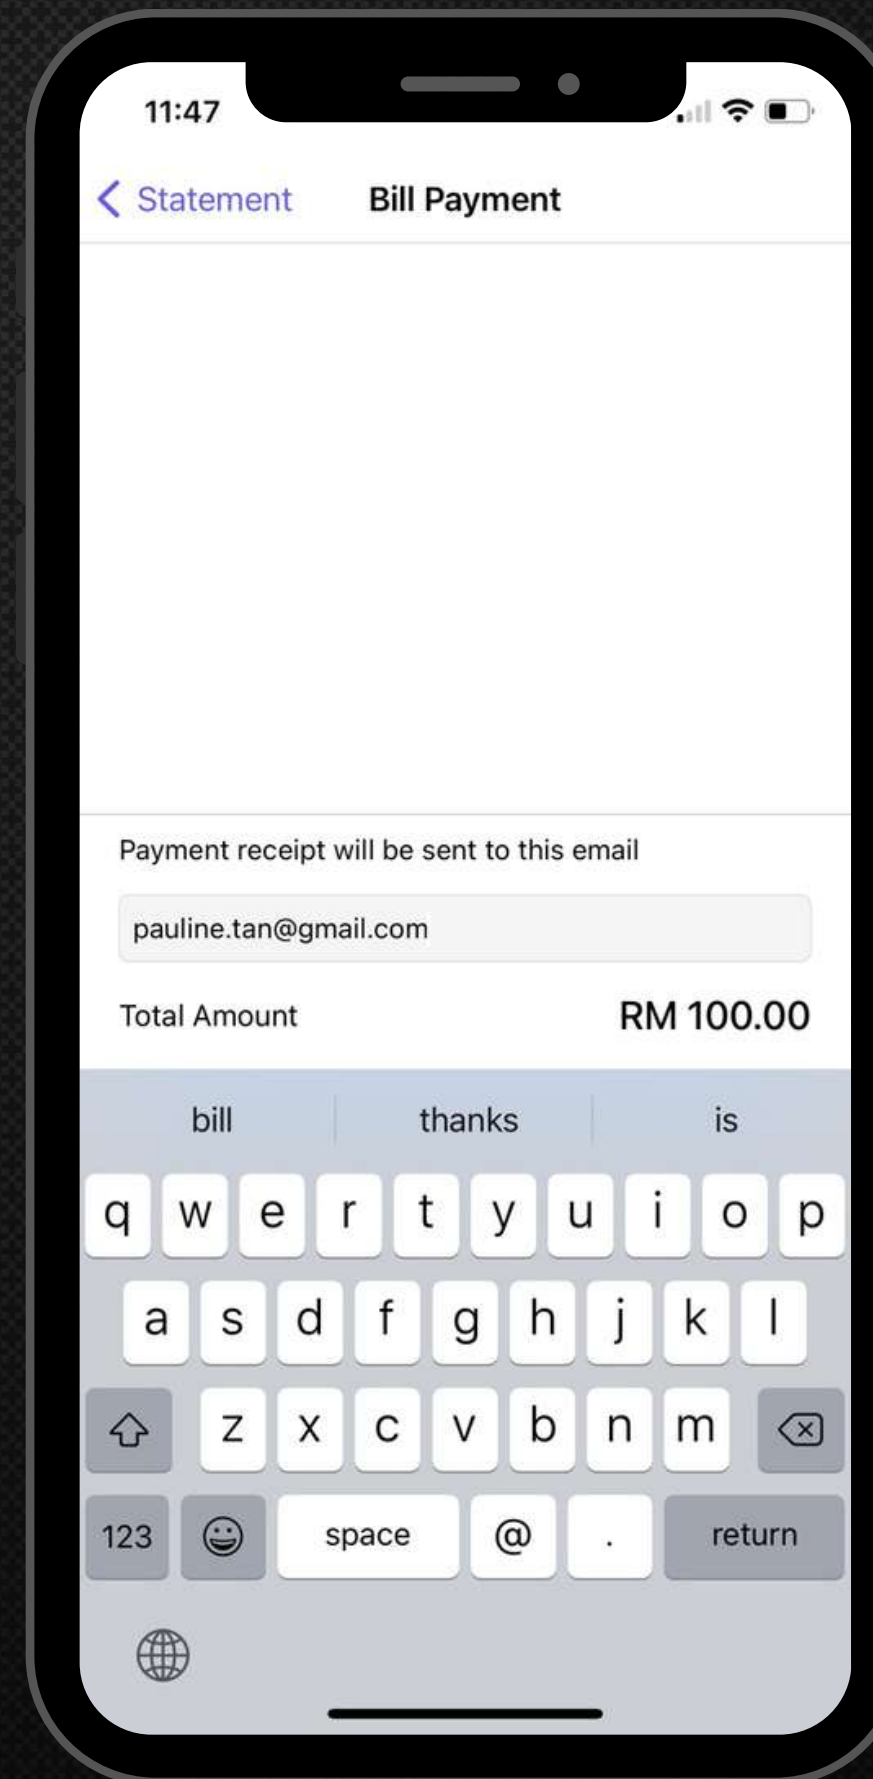 11:47
Statement Bill Payment
Payment receipt will be sent to this email
pauline.tan@gmail.com
Total Amount RM 100.00
bill thanks is
q w e r t y u i o p
a s d f g h j k l
z x c v b n m
123 space @ . return